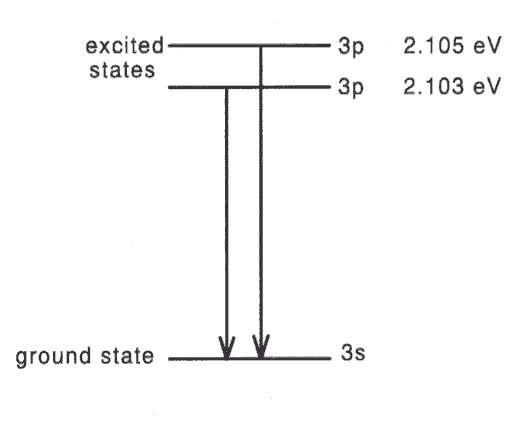 excited 3p 2.105 eV
states
3p 2.103 eV
ground state 3s